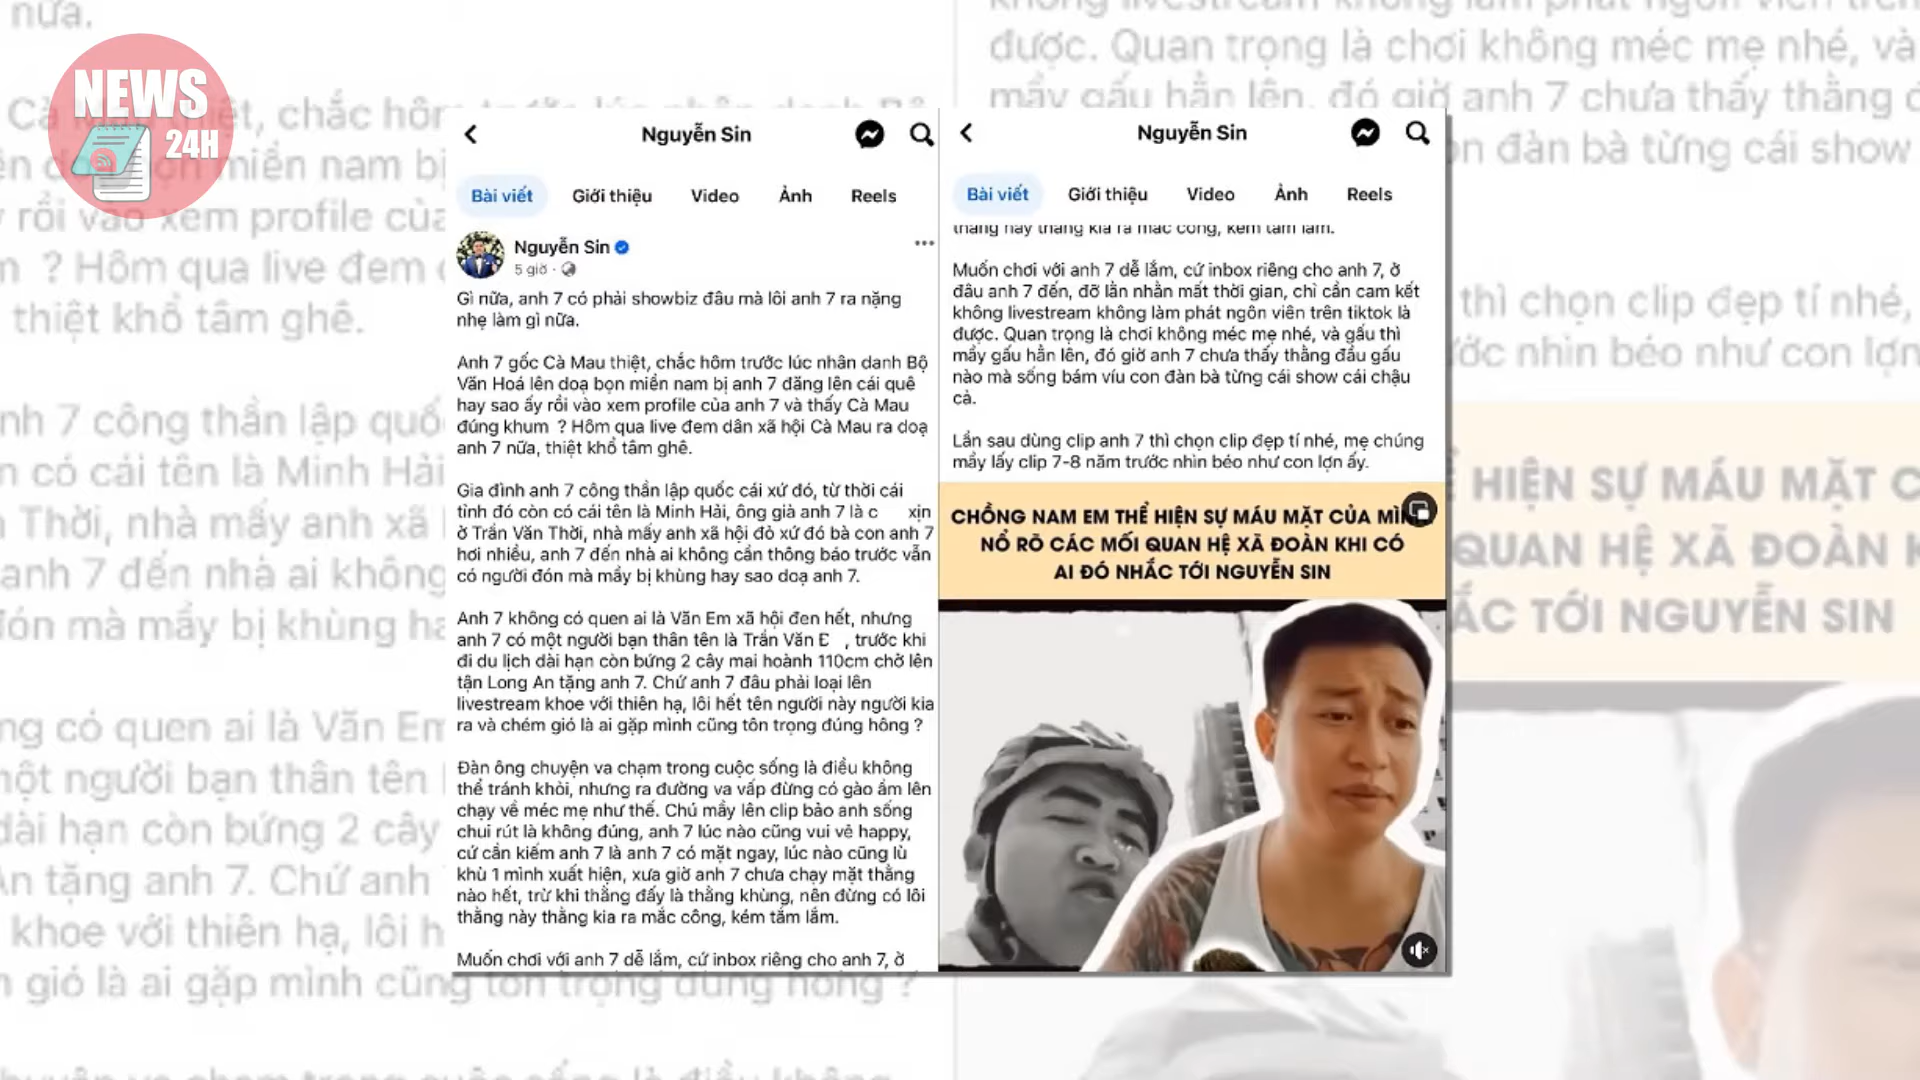 NEWS
24H
Nguyễn Sin
Bài viết Giới thiệu Video Ảnh Reels
Nguyễn Sin
5 giờ
Gì nữa, anh 7 có phải showbiz đâu mà lôi anh 7 ra nặng
nhẹ làm gì nữa.
Anh 7 gốc Cà Mau thiệt, chắc hôm trước lúc nhân danh Bộ
Văn Hoá lên doạ bọn miền nam bị anh 7 đăng lên cái quê
hay sao ấy rồi vào xem profile của anh 7 và thấy Cà Mau
đúng khum ? Hôm qua live đem dân xã hội Cà Mau ra doạ
anh 7 nữa, thiệt khổ tâm ghê.
Gia đình anh 7 công thần lập quốc cái xứ đó, từ thời cái
tỉnh đó còn có cái tên là Minh Hải, ông già anh 7 là c xịn
ở Trần Văn Thời, nhà mấy anh xã hội đỏ xứ đó bà con anh 7
hơi nhiều, anh 7 đến nhà ai không cần thông báo trước vẫn
có người đón mà mầy bị khùng hay sao doạ anh 7.
Anh 7 không có quen ai là Văn Em xã hội đen hết, nhưng
anh 7 có một người bạn thân tên là Trần Văn Đ , trước khi
đi du lịch dài hạn còn bứng 2 cây mai hoành 110cm chở lên
tận Long An tặng anh 7. Chứ anh 7 đâu phải loại lên
livestream khoe với thiên hạ, lôi hết tên người này người kia
ra và chém gió là ai gặp mình cũng tôn trọng đúng hông ?
Đàn ông chuyện va chạm trong cuộc sống là điều không
thể tránh khỏi, nhưng ra đường va vấp đừng có gào ầm lên
chạy về méc mẹ như thế. Chú mầy lên clip bảo anh sống
chui rút là không đúng, anh 7 lúc nào cũng vui vẻ happy,
cứ cần kiếm anh 7 là anh 7 có mặt ngay, lúc nào cũng lù
khù 1 mình xuất hiện, xưa giờ anh 7 chưa chạy mặt thằng
nào hết, trừ khi thằng đấy là thằng khùng, nên đừng có lôi
thằng này thằng kia ra mắc công, kém tắm lắm.
Muốn chơi với anh 7 dễ lắm, cứ inbox riêng cho anh 7, ở
Nguyễn Sin
Bài viết Giới thiệu Video Ảnh Reels
thằng này thằng kia ra mắc công, kém tắm lắm.
Muốn chơi với anh 7 dễ lắm, cứ inbox riêng cho anh 7, ở
đâu anh 7 đến, đỡ lằn nhằn mất thời gian, chỉ cần cam kết
không livestream không làm phát ngôn viên trên tiktok là
được. Quan trọng là chơi không méc mẹ nhé, và gấu thì
mầy gấu hẳn lên, đó giờ anh 7 chưa thấy thằng đầu gấu
nào mà sống bám víu con đàn bà từng cái show cái chậu
cả.
Lần sau dùng clip anh 7 thì chọn clip đẹp tí nhé, mẹ chúng
mầy lấy clip 7-8 năm trước nhìn béo như con lợn ấy.
CHỒNG NAM EM THỂ HIỆN SỰ MÁU MẶT CỦA MÌNH
NỔ RÕ CÁC MỐI QUAN HỆ XÃ ĐOÀN KHI CÓ
AI ĐÓ NHẮC TỚI NGUYỄN SIN